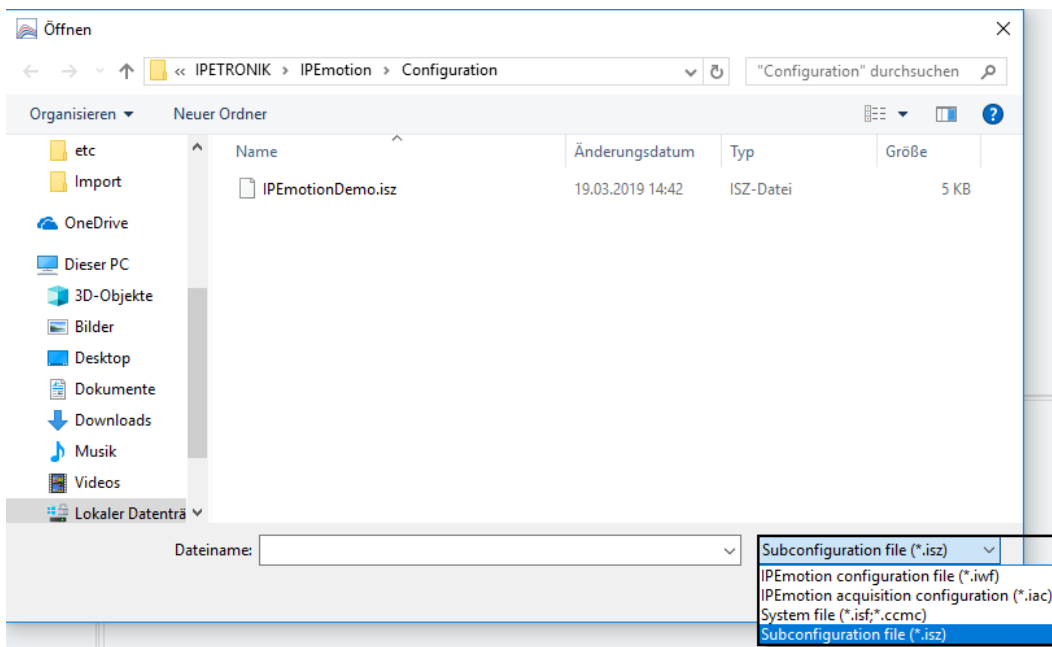 Öffnen
« IPETRONIK › IPEmotion › Configuration
"Configuration" durchsuchen
Organisieren Neuer Ordner
Name Änderungsdatum Typ Größe
IPEmotionDemo.isz 19.03.2019 14:42 ISZ-Datei 5 KB
etc
Import
OneDrive
Dieser PC
3D-Objekte
Bilder
Desktop
Dokumente
Downloads
Musik
Videos
Lokaler Datenträ
Dateiname:
Subconfiguration file (*.isz)
IPEmotion configuration file (*.iwf)
IPEmotion acquisition configuration (*.iac)
System file (*.isf;*.ccmc)
Subconfiguration file (*.isz)